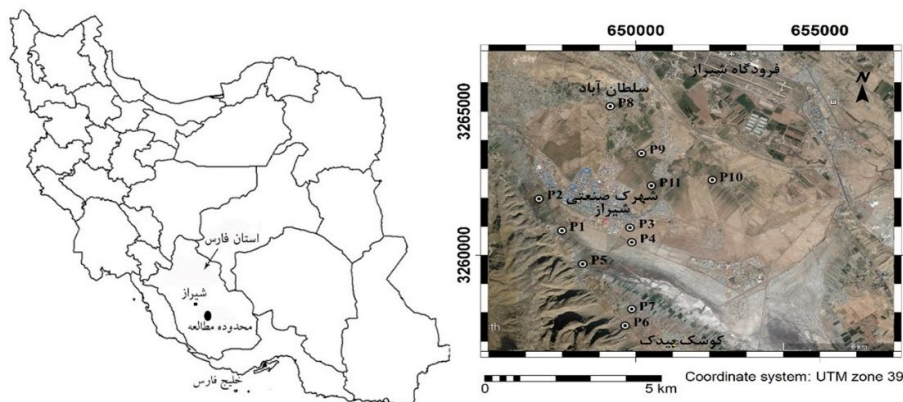 استان فارس
شیراز
محدوده مطالعه
خلیج فارس
650000
655000
3265000
3260000
فرودگاه شیراز
سلطان آباد
N
P8
P9
P10
P11
P2
شهرک صنعتی
شیراز
P1
P3
P4
P5
P7
P6
کوشک بیدک
0
5 km
Coordinate system: UTM zone 39